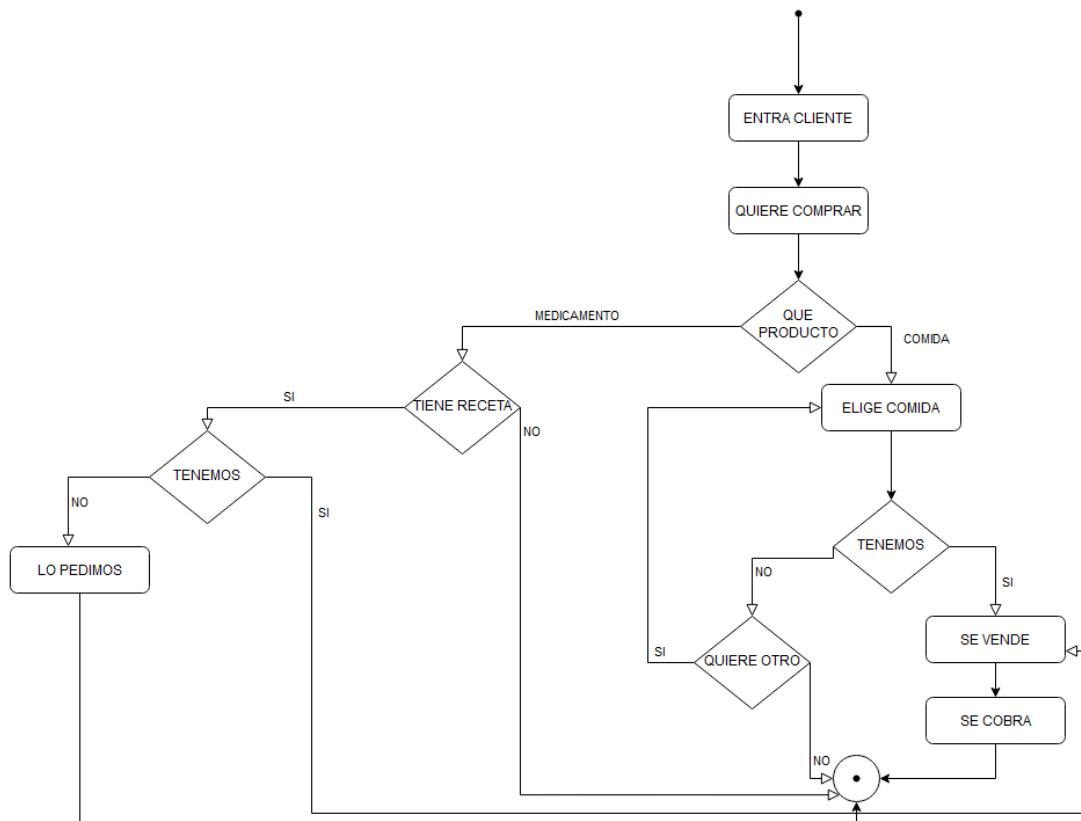 ENTRA CLIENTE
QUIERE COMPRAR
QUE
PRODUCTO
MEDICAMENTO
COMIDA
TIENE RECETA
SI
NO
ELIGE COMIDA
TENEMOS
NO
SI
LO PEDIMOS
TENEMOS
NO
SI
QUIERE OTRO
SI
NO
SE VENDE
SE COBRA